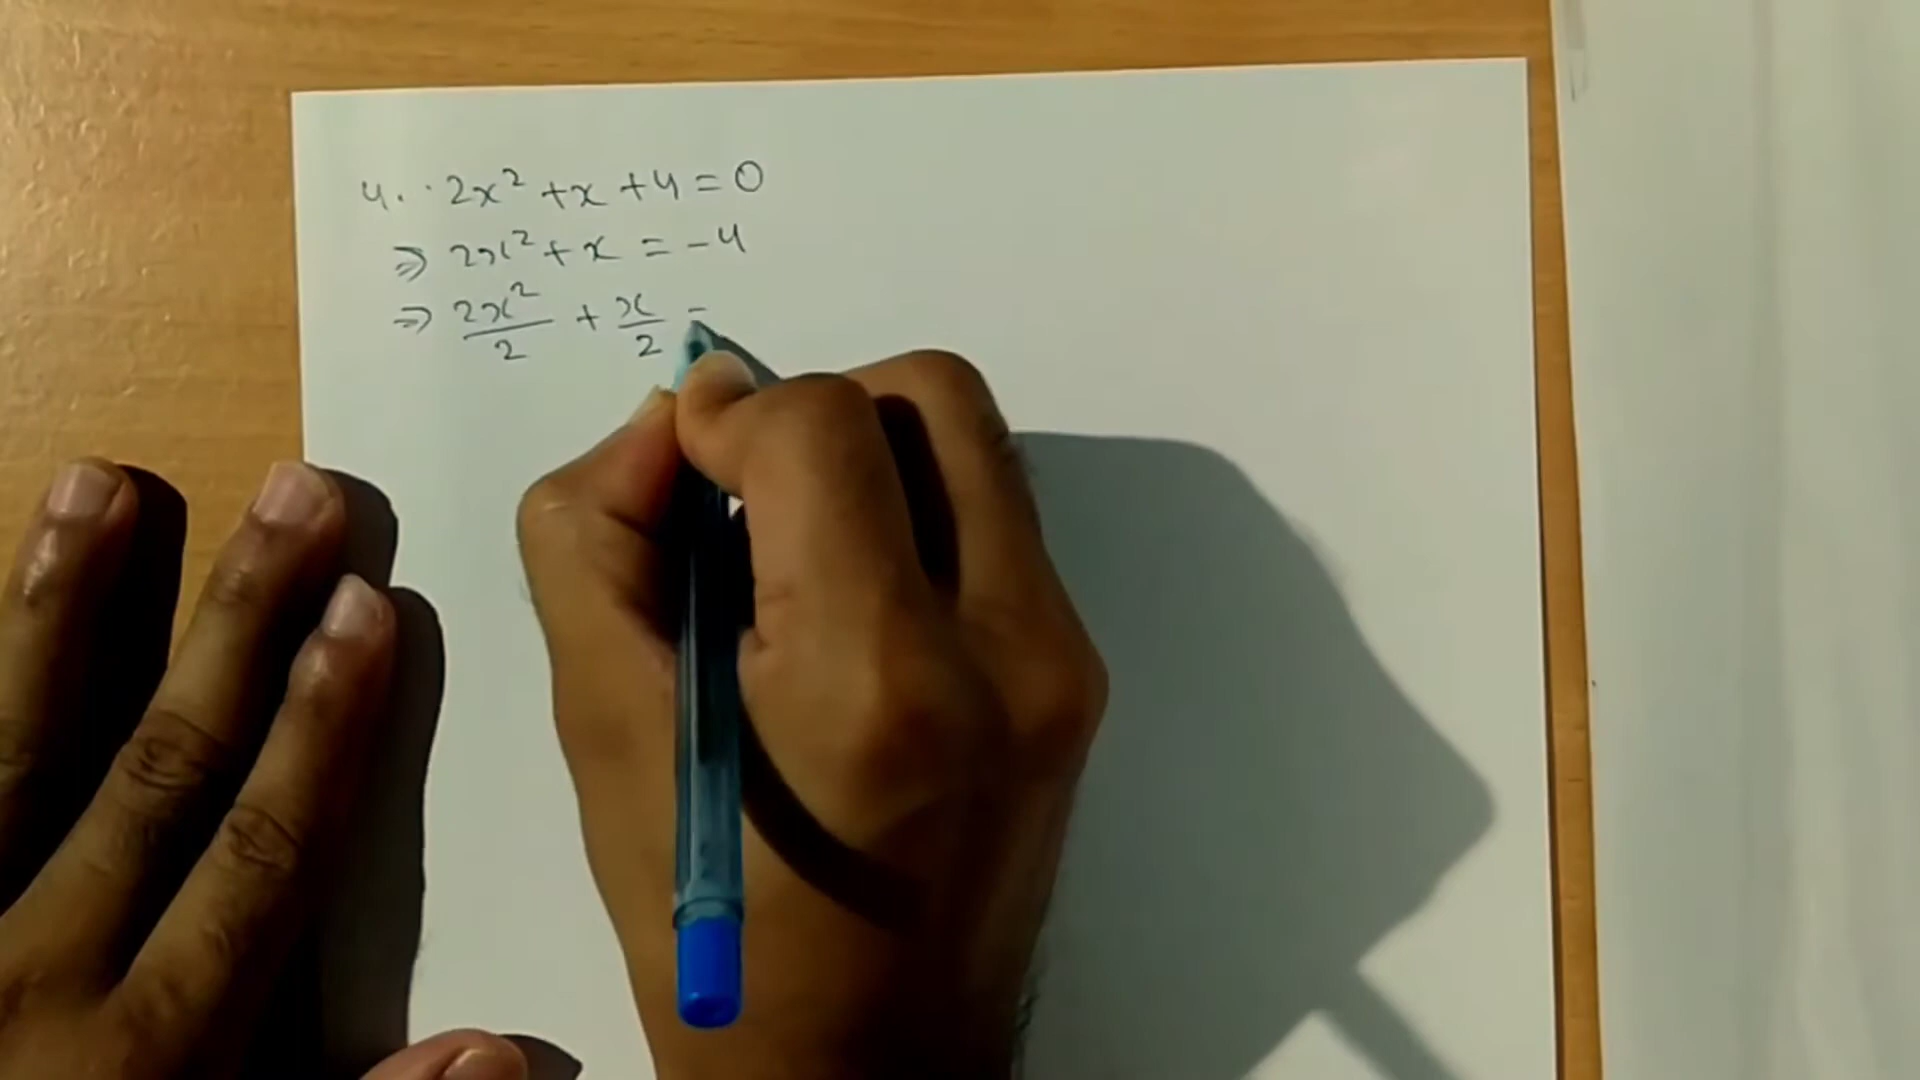 4. 2x² + x + 4 = 0
⇒ 2x² + x = -4
⇒ 2x²/2 + x/2 =